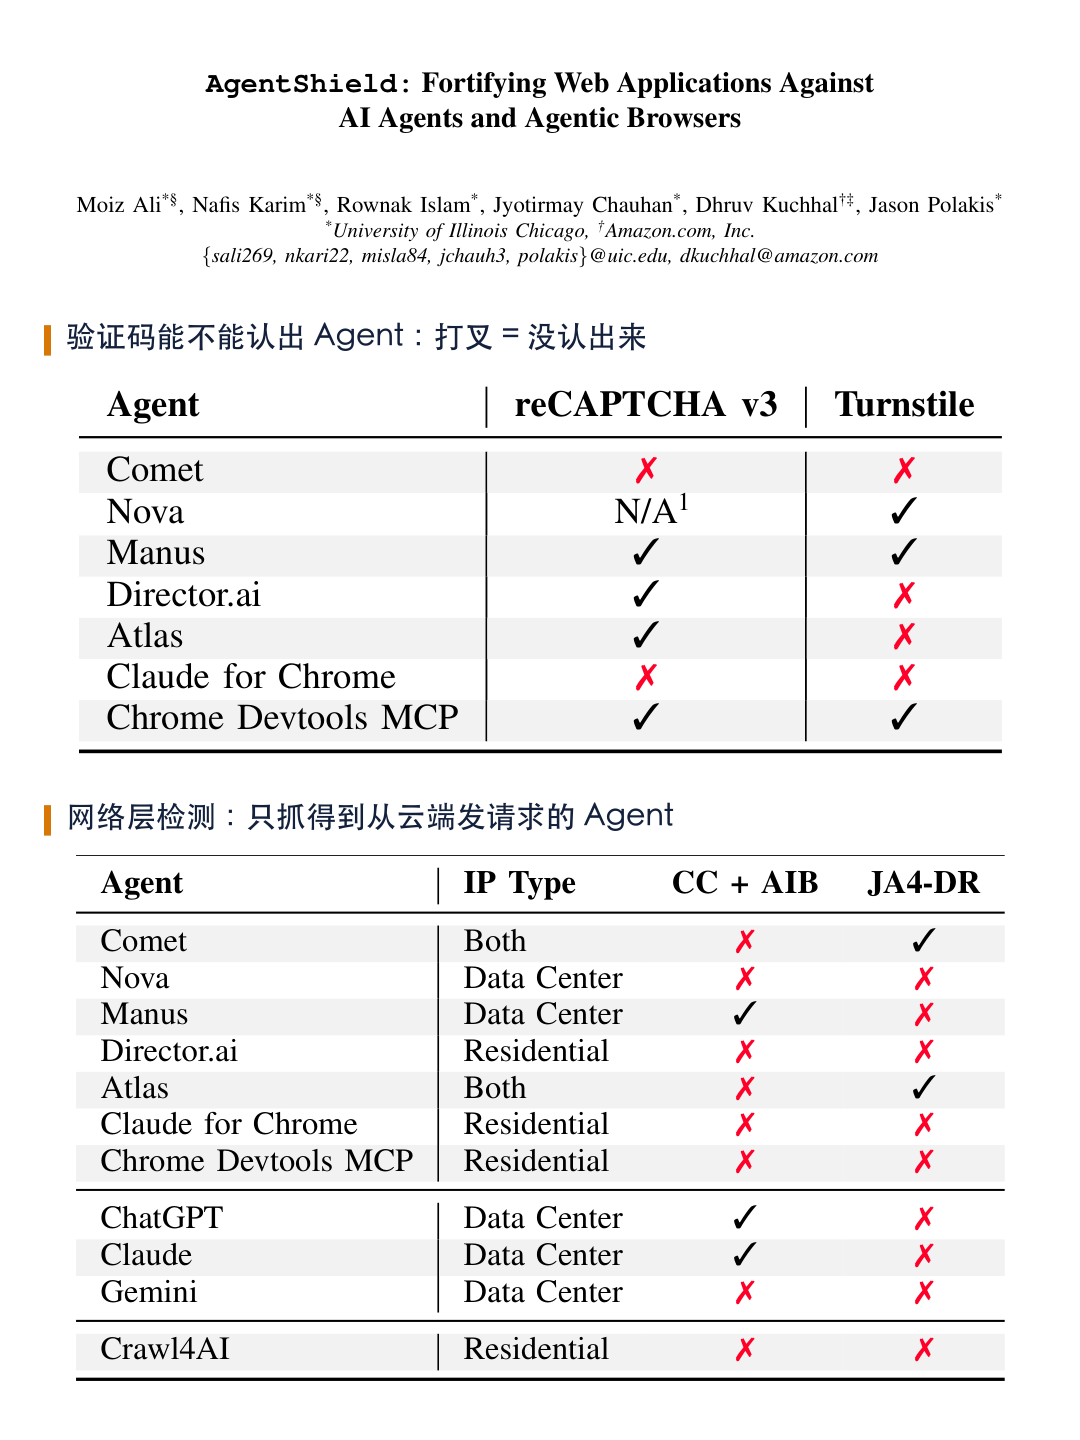 AgentShield: Fortifying Web Applications Against
AI Agents and Agentic Browsers
Moiz Ali*§, Nafis Karim*§, Rownak Islam*, Jyotirmay Chauhan*, Dhruv Kuchhal†‡, Jason Polakis*
*University of Illinois Chicago, †Amazon.com, Inc.
{sali269, nkari22, misla84, jchauh3, polakis}@uic.edu, dkuchhal@amazon.com
验证码能不能认出 Agent：打叉 = 没认出来
Agent reCAPTCHA v3 Turnstile
Comet ✗ ✗
Nova N/A¹ ✓
Manus ✓ ✓
Director.ai ✓ ✗
Atlas ✓ ✗
Claude for Chrome ✗ ✗
Chrome Devtools MCP ✓ ✓
网络层检测：只抓得到从云端发请求的 Agent
Agent IP Type CC + AIB JA4-DR
Comet Both ✗ ✓
Nova Data Center ✗ ✗
Manus Data Center ✓ ✗
Director.ai Residential ✗ ✗
Atlas Both ✗ ✓
Claude for Chrome Residential ✗ ✗
Chrome Devtools MCP Residential ✗ ✗
ChatGPT Data Center ✓ ✗
Claude Data Center ✓ ✗
Gemini Data Center ✗ ✗
Crawl4AI Residential ✗ ✗